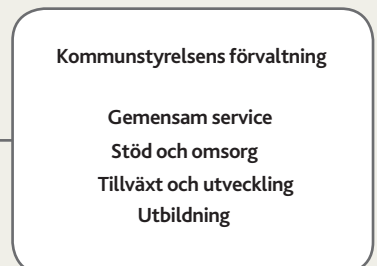 Kommunstyrelsens förvaltning
Gemensam service
Stöd och omsorg
Tillväxt och utveckling
Utbildning